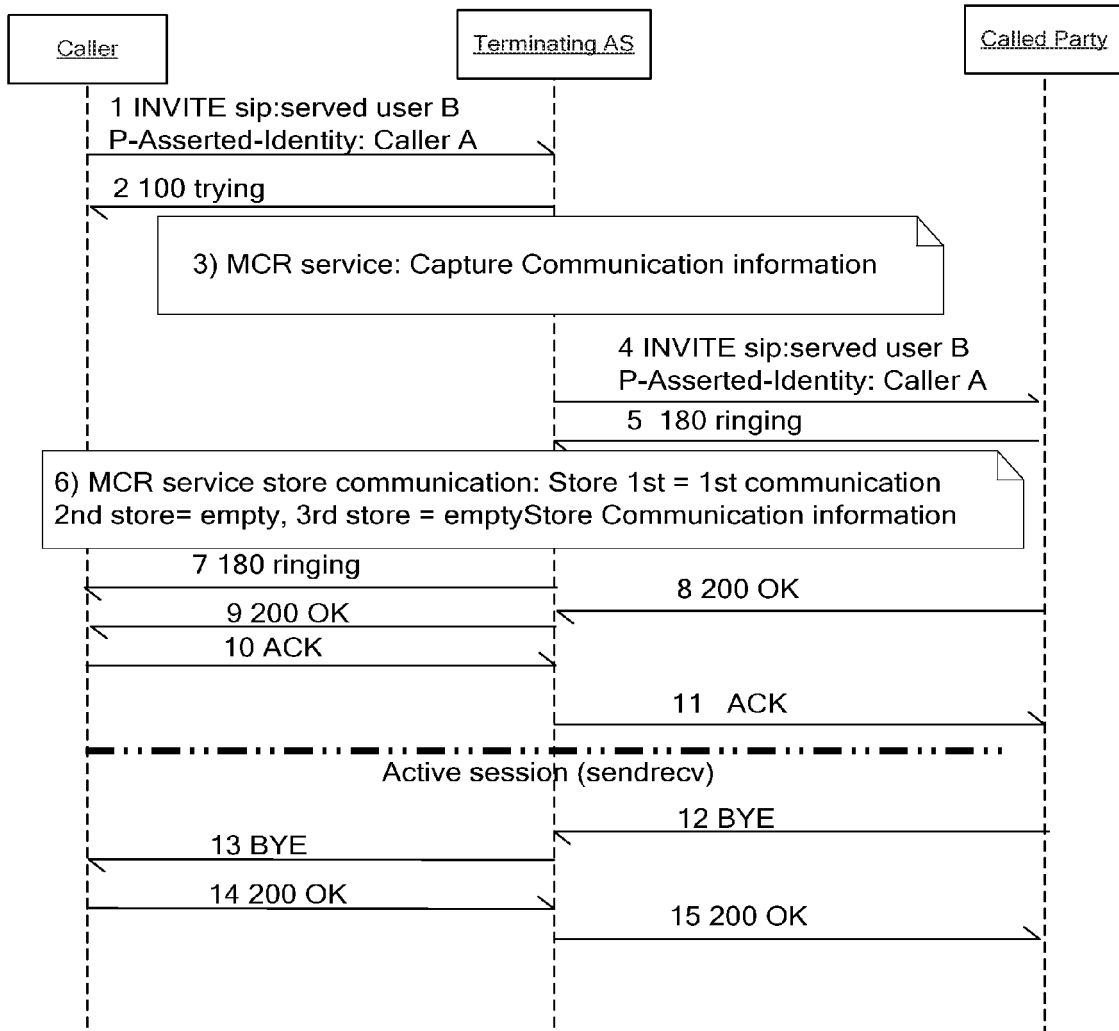 Caller
Terminating AS
Called Party
1 INVITE sip:served user B
P-Asserted-Identity: Caller A
2 100 trying
3) MCR service: Capture Communication information
4 INVITE sip:served user B
P-Asserted-Identity: Caller A
5 180 ringing
6) MCR service store communication: Store 1st = 1st communication
2nd store= empty, 3rd store = emptyStore Communication information
7 180 ringing
8 200 OK
9 200 OK
10 ACK
11 ACK
Active session (sendrecv)
12 BYE
13 BYE
14 200 OK
15 200 OK